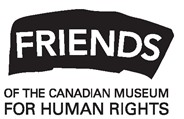 FRIENDS
OF THE CANADIAN MUSEUM
FOR HUMAN RIGHTS